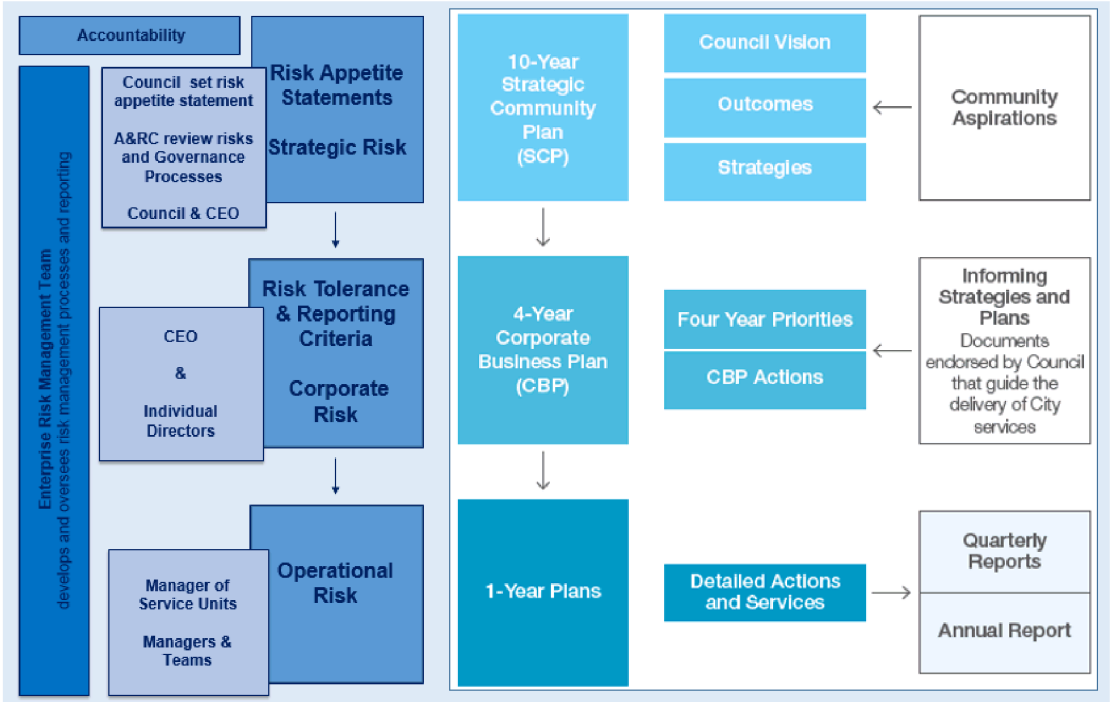 Accountability
Enterprise Risk Management Team
develops and oversees risk management processes and reporting
Council set risk
appetite statement
A&RC review risks
and Governance
Processes
Council & CEO
Risk Appetite
Statements
Strategic Risk
CEO
&
Individual
Directors
Risk Tolerance
& Reporting
Criteria
Corporate
Risk
Manager of
Service Units
Managers &
Teams
Operational
Risk
10-Year
Strategic
Community
Plan
(SCP)
Council Vision
Outcomes
Strategies
Community
Aspirations
4-Year
Corporate
Business Plan
(CBP)
Four Year Priorities
CBP Actions
Informing
Strategies and
Plans
Documents
endorsed by Council
that guide the
delivery of City
services
1-Year Plans
Detailed Actions
and Services
Quarterly
Reports
Annual Report